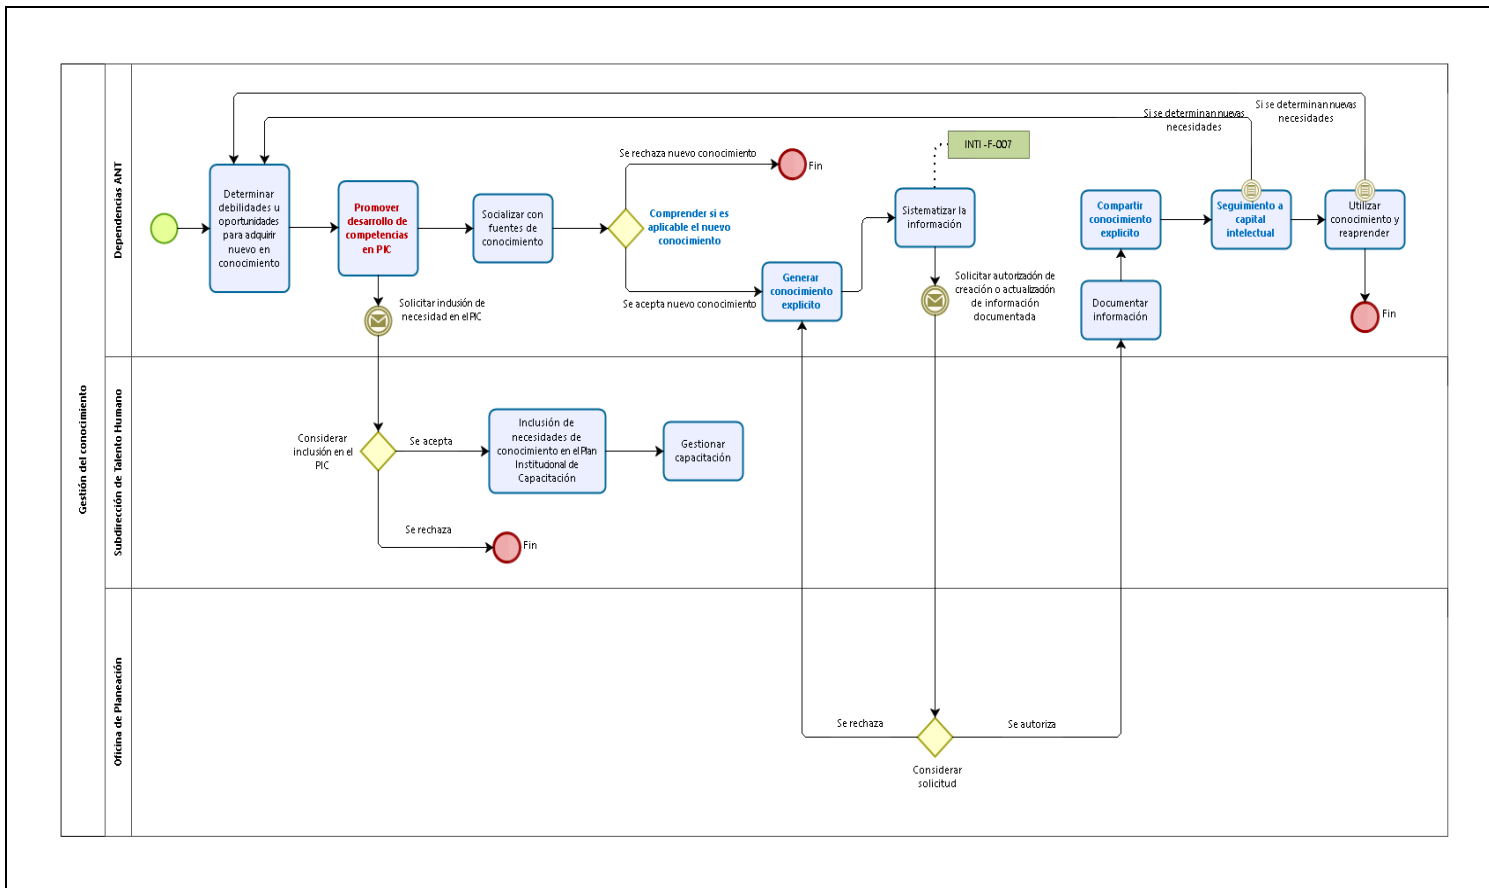 Gestión del conocimiento
Dependencias ANT
Determinar
debilidades u
oportunidades
para adquirir
nuevo en
conocimiento
Promover
desarrollo de
competencias
en PIC
Solicitar inclusión de
necesidad en el PIC
Socializar con
fuentes de
conocimiento
Se rechaza nuevo conocimiento
Fin
Comprender si es
aplicable el nuevo
conocimiento
Se acepta nuevo conocimiento
Generar
conocimiento
explicito
Sistematizar la
información
INTI -F-007
Solicitar autorización de
creación o actualización
de información
documentada
Documentar
información
Compartir
conocimiento
explicito
Seguimiento a
capital
intelectual
Si se determinan nuevas
necesidades
Utilizar
conocimiento y
reaprender
Si se determinan nuevas
necesidades
Fin
Subdirección de Talento Humano
Considerar
inclusión en el
PIC
Se acepta
Inclusión de
necesidades de
conocimiento en el Plan
Institucional de
Capacitación
Gestionar
capacitación
Se rechaza
Fin
Oficina de Planeación
Se rechaza
Se autoriza
Considerar
solicitud